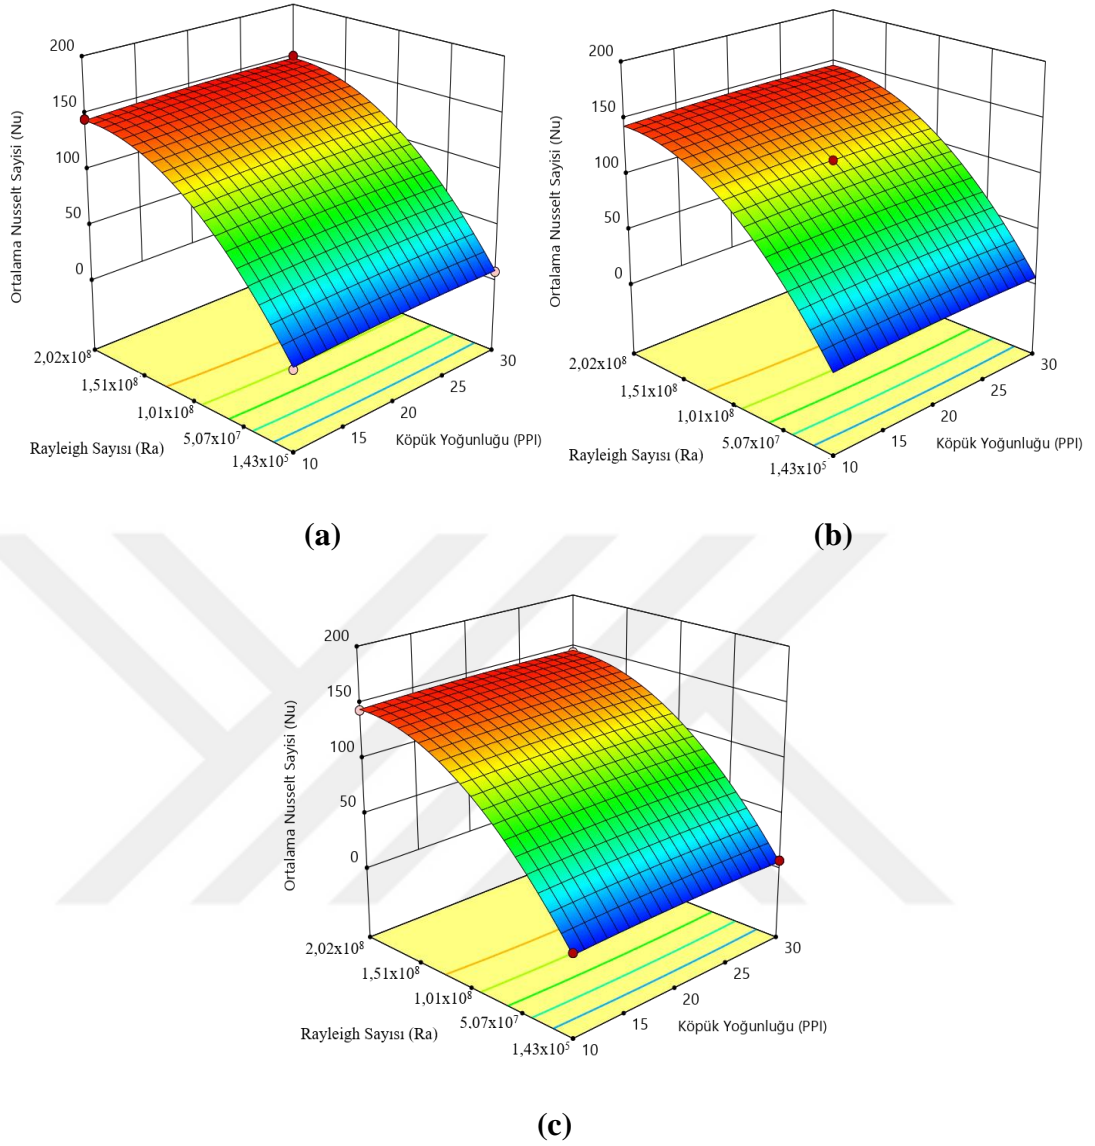 200
150
100
50
0
Ortalama Nusselt Sayisi (Nu)
2,02x10⁸
1,51x10⁸
1,01x10⁸
5,07x10⁷
1,43x10⁵
Rayleigh Sayısı (Ra)
10
15
20
25
30
Köpük Yoğunluğu (PPI)
(a)
200
150
100
50
0
Ortalama Nusselt Sayısı (Nu)
2,02x10⁸
1,51x10⁸
1,01x10⁸
5,07x10⁷
1,43x10⁵
Rayleigh Sayısı (Ra)
10
15
20
25
30
Köpük Yoğunluğu (PPI)
(b)
200
150
100
50
0
Ortalama Nusselt Sayisi (Nu)
2,02x10⁸
1,51x10⁸
1,01x10⁸
5.07x10⁷
1,43x10⁵
Rayleigh Sayısı (Ra)
10
15
20
25
30
Köpük Yoğunluğu (PPI)
(c)